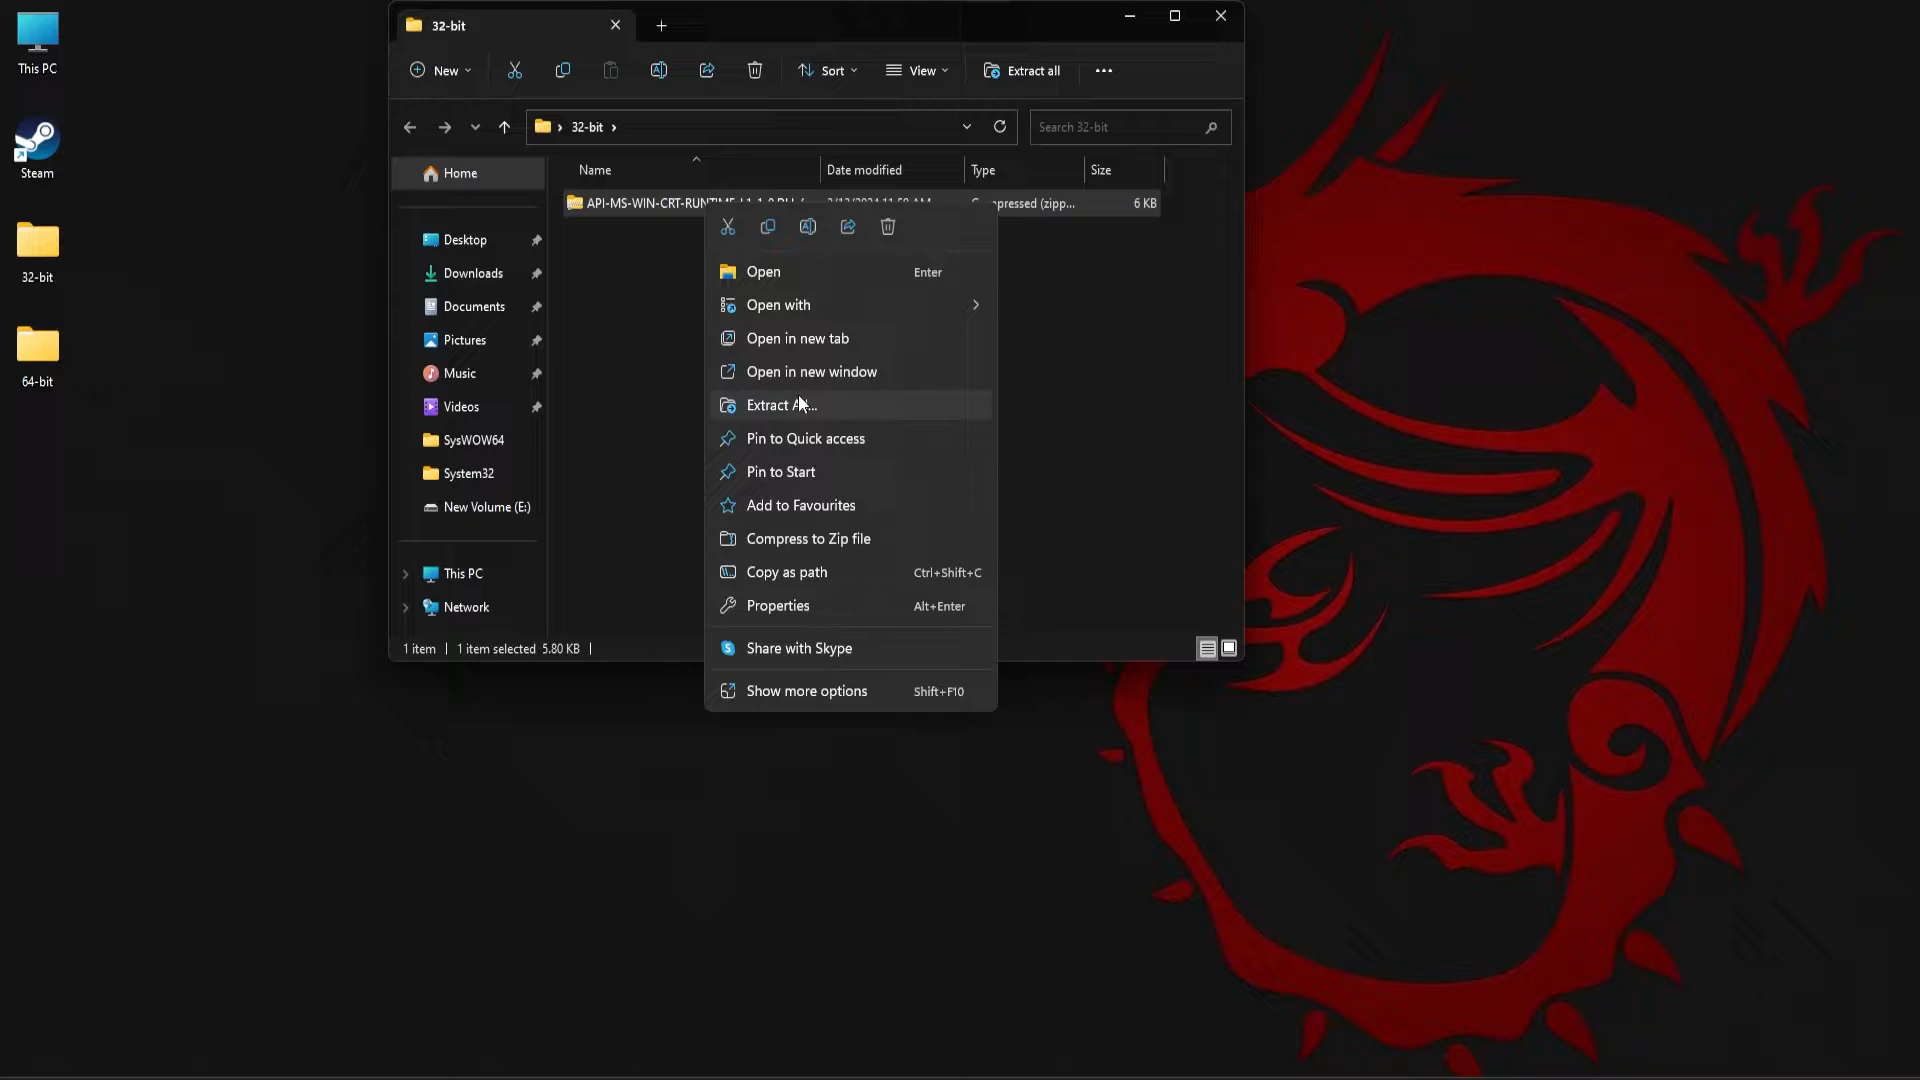 This PC
Steam
32-bit
64-bit
32-bit
New
Sort
View
Extract all
32-bit
Search 32-bit
Name
Date modified
Type
Size
6 KB
Home
Desktop
Downloads
Documents
Pictures
Music
Videos
SysWOW64
System32
New Volume (E:)
This PC
Network
Open Enter
Open with
Open in new tab
Open in new window
Extract
Pin to Quick access
Pin to Start
Add to Favourites
Compress to Zip file
Copy as path Ctrl+Shift+C
Properties Alt+Enter
Share with Skype
Show more options Shift+F10
1 item 1 item selected 5.80 KB